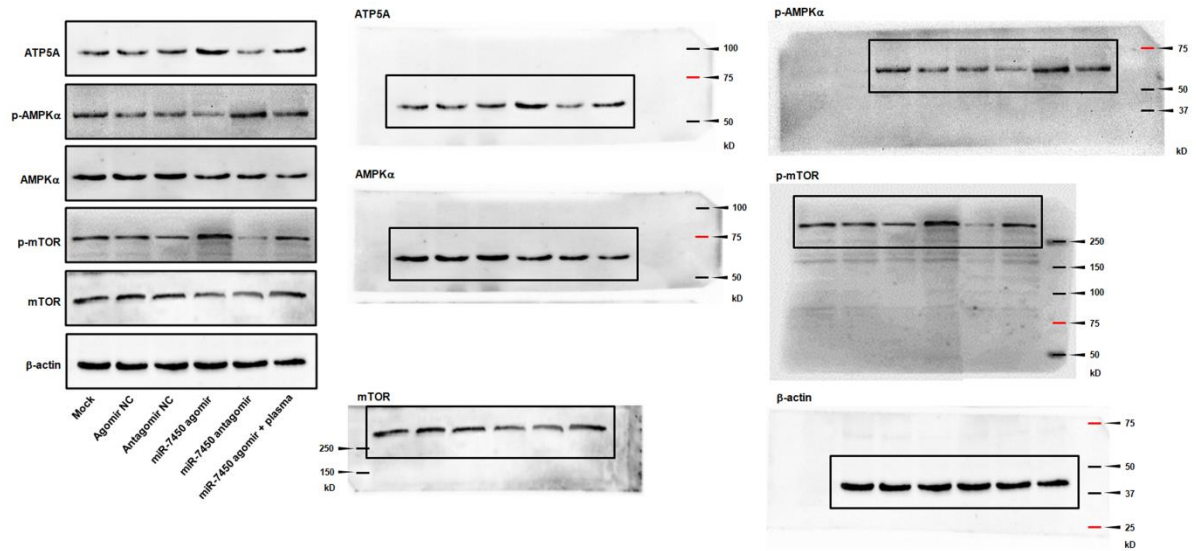 ATP5A
p-AMPKα
AMPKα
p-mTOR
mTOR
β-actin
Mock
Agomir NC
Antagomir NC
miR-7450 agomir
miR-7450 antagomir
miR-7450 agomir + plasma
ATP5A
100
75
50
kD
AMPKα
100
75
50
kD
mTOR
250
150
kD
p-AMPKα
75
50
37
kD
p-mTOR
250
150
100
75
50
kD
β-actin
75
50
37
25
kD